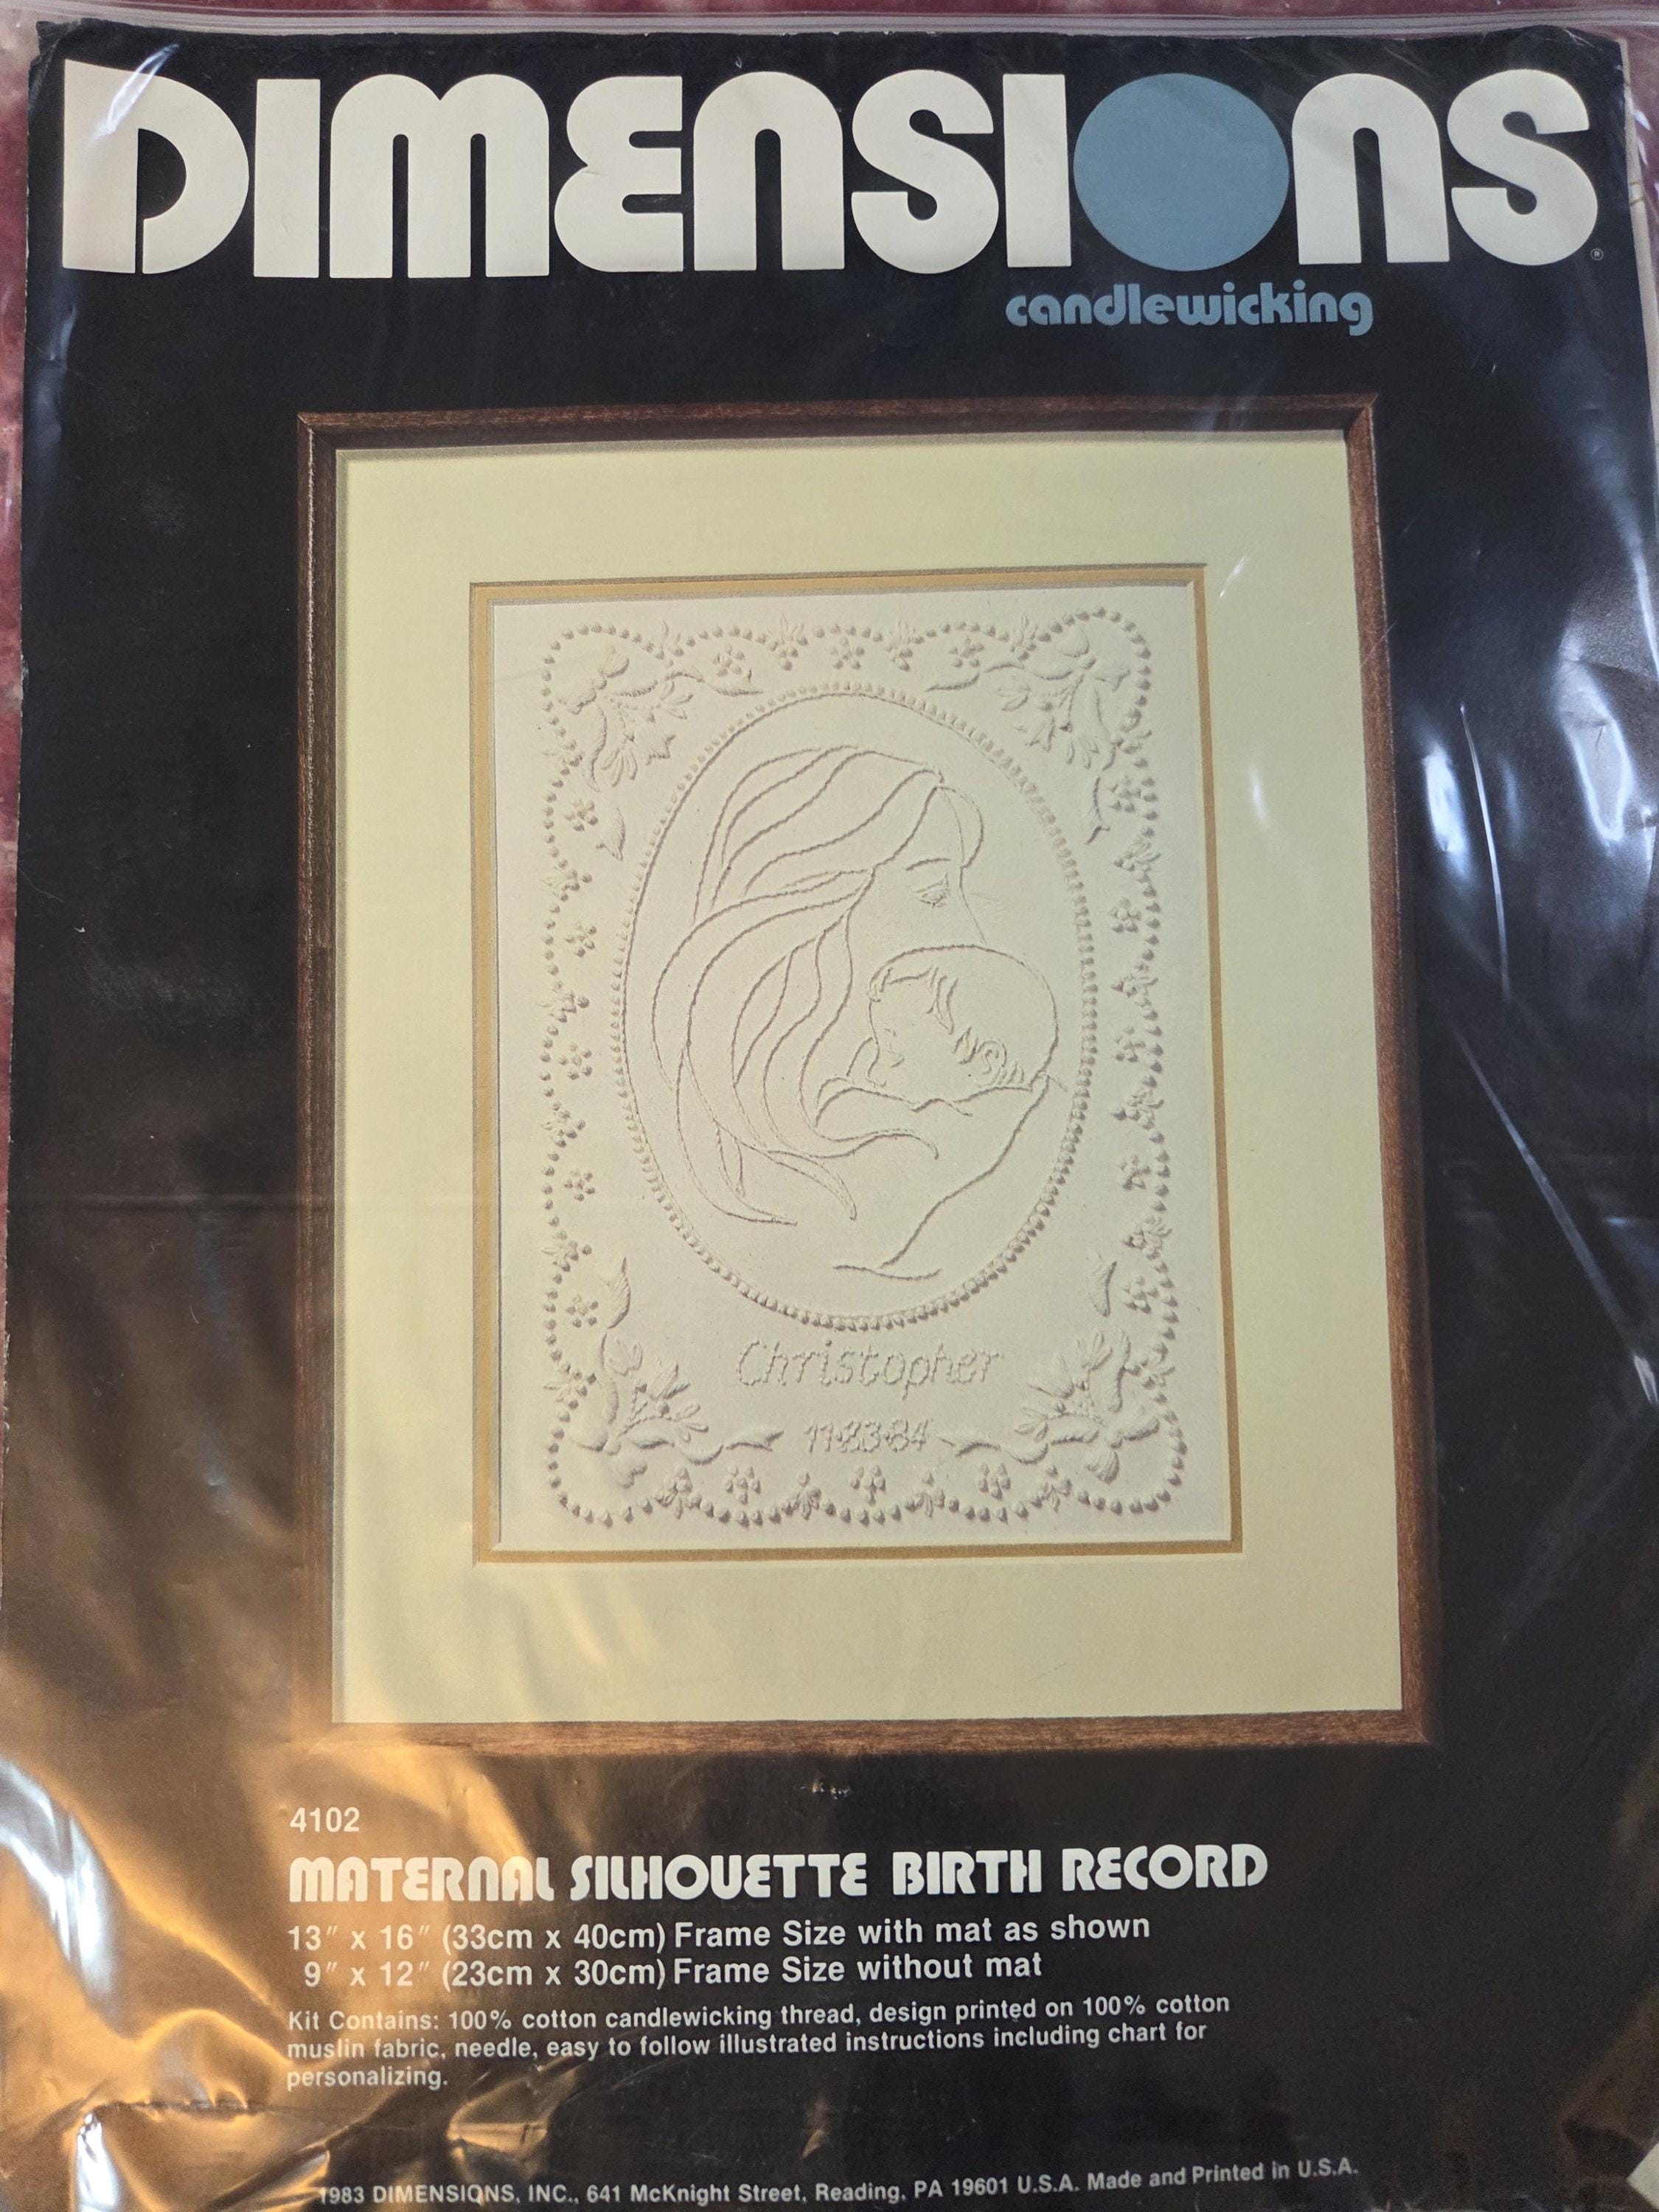 DIMENSIONS®
candlewicking
Christopher
11-23-84
4102
MATERNAL SILHOUETTE BIRTH RECORD
13" x 16" (33cm x 40cm) Frame Size with mat as shown
9" x 12" (23cm x 30cm) Frame Size without mat
Kit Contains: 100% cotton candlewicking thread, design printed on 100% cotton
muslin fabric, needle, easy to follow illustrated instructions including chart for
personalizing.
1983 DIMENSIONS, INC., 641 McKnight Street, Reading, PA 19601 U.S.A. Made and Printed in U.S.A.